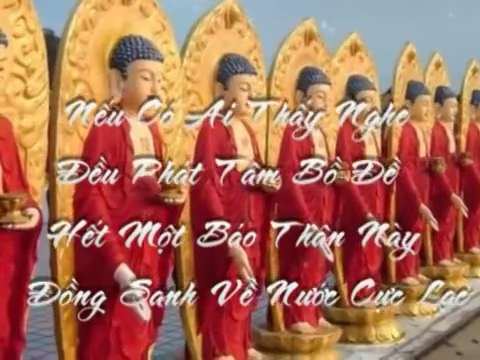 Nếu Có Ai Thấy Nghe
Đều Phát Tâm Bồ Đề
Hết Một Báo Thân Này
Đồng Sanh Về Nước Cực Lạc